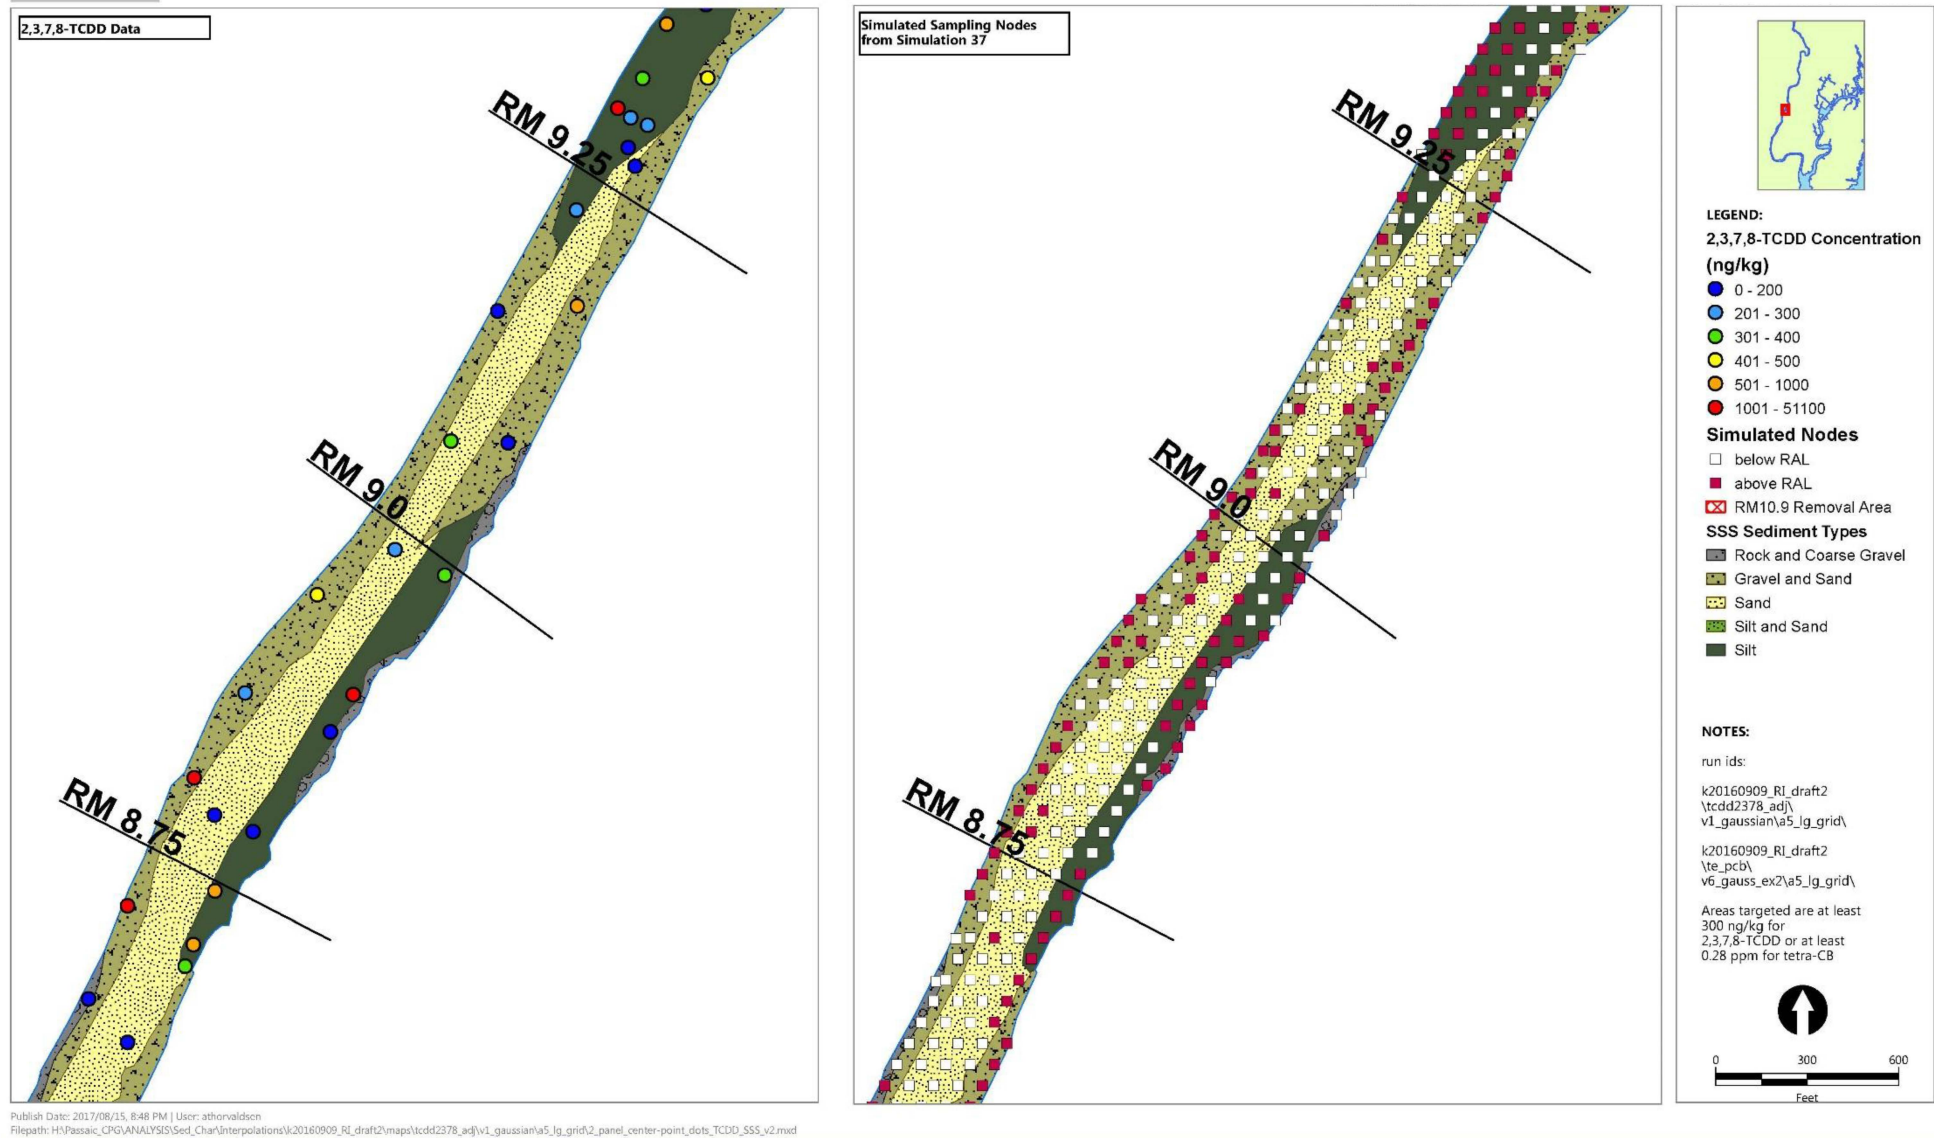 2,3,7,8-TCDD Data
RM 9.25
RM 9.0
RM 8.75
Simulated Sampling Nodes
from Simulation 37
RM 9.25
RM 9.0
RM 8.75
LEGEND:
2,3,7,8-TCDD Concentration
(ng/kg)
0 - 200
201 - 300
301 - 400
401 - 500
501 - 1000
1001 - 51100
Simulated Nodes
below RAL
above RAL
RM10.9 Removal Area
SSS Sediment Types
Rock and Coarse Gravel
Gravel and Sand
Sand
Silt and Sand
Silt
NOTES:
run ids:
k20160909_RI_draft2
\tcdd2378_adj\
v1_gaussian\a5_lg_grid\
k20160909_RI_draft2
\te_pcb\
v6_gauss_ex2\a5_lg_grid\
Areas targeted are at least
300 ng/kg for
2,3,7,8-TCDD or at least
0.28 ppm for tetra-CB
0 300 600
Feet
Publish Date: 2017/08/15, 8:48 PM | User: athorvaldsen
Filepath: H:\Passaic_CPG\ANALYSIS\Sed_Char\Interpolations\k20160909_RI_draft2\maps\tcdd2378_adj\v1_gaussian\a5_lg_grid\2_panel_center-point_dots_TCDD_SSS_v2.mxd